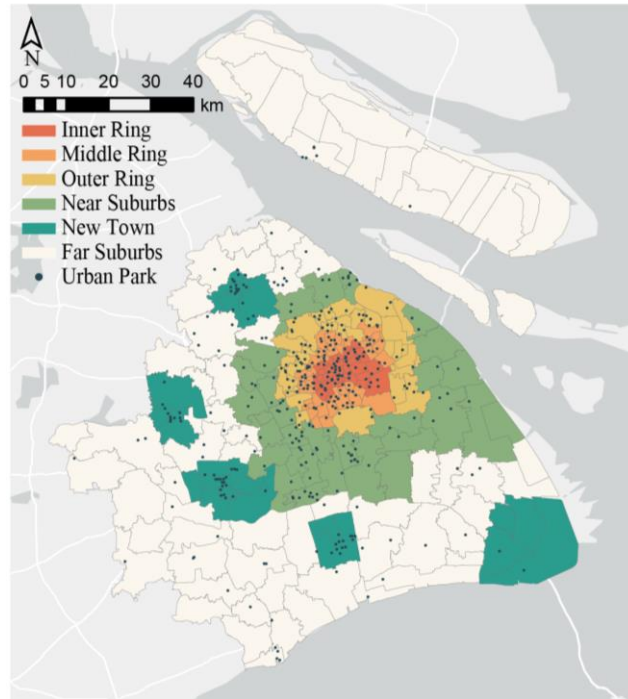 N
0 5 10 20 30 40
km
Inner Ring
Middle Ring
Outer Ring
Near Suburbs
New Town
Far Suburbs
Urban Park